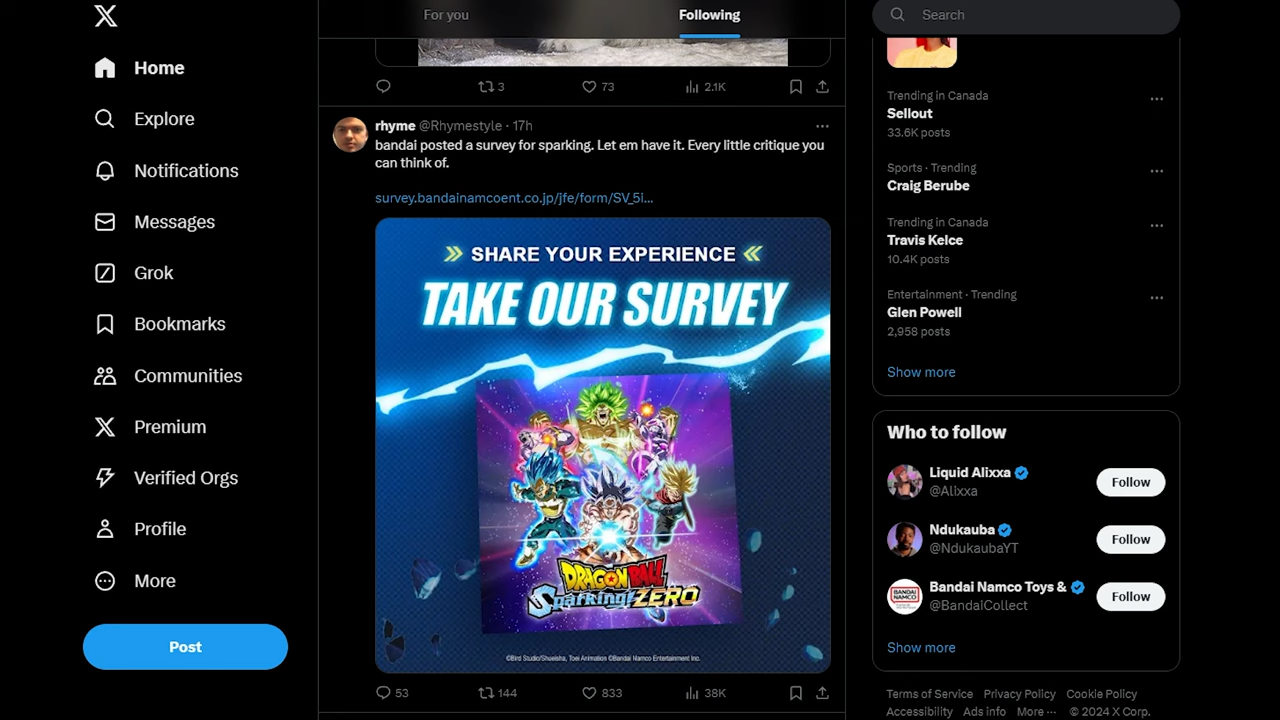 For you
Following
Search
Home
Explore
Notifications
Messages
Grok
Bookmarks
Communities
Premium
Verified Orgs
Profile
More
Post
3
73
2.1K
rhyme @Rhymestyle · 17h
bandai posted a survey for sparking. Let em have it. Every little critique you
can think of.
survey.bandainamcoent.co.jp/jfe/form/SV_5i...
SHARE YOUR EXPERIENCE
TAKE OUR SURVEY
DRAGON BALL
Sparking! ZERO
©Bird Studio/Shueisha, Toei Animation ©Bandai Namco Entertainment Inc.
53
144
833
38K
Trending in Canada
Sellout
33.6K posts
Sports · Trending
Craig Berube
Trending in Canada
Travis Kelce
10.4K posts
Entertainment · Trending
Glen Powell
2,958 posts
Show more
Who to follow
Liquid Alixxa
@Alixxa
Follow
Ndukauba
@NdukaubaYT
Follow
BANDAI
NAMCO
Bandai Namco Toys &
@BandaiCollect
Follow
Show more
Terms of Service Privacy Policy Cookie Policy
Accessibility Ads info More ··· © 2024 X Corp.